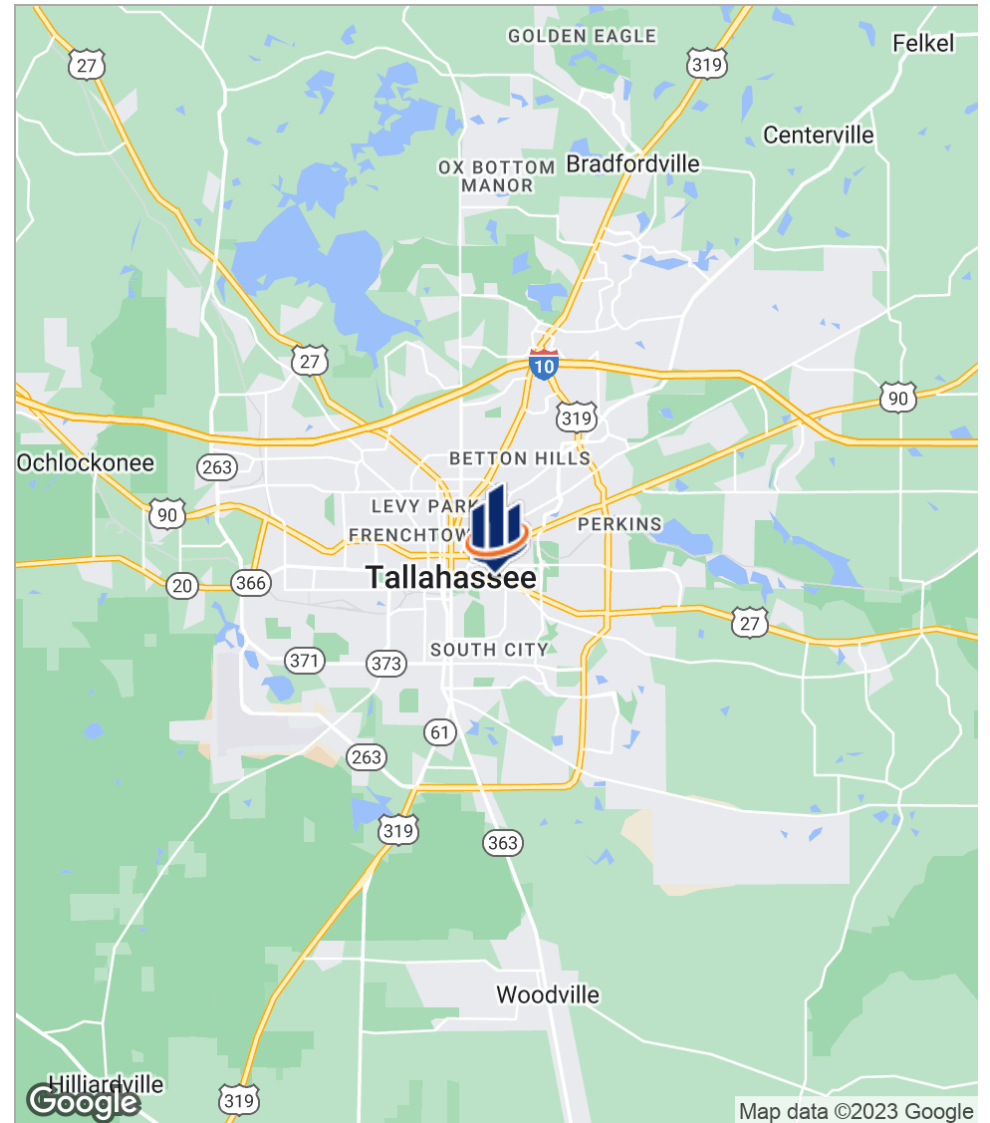 GOLDEN EAGLE
Felkel
27
319
Centerville
OX BOTTOM
MANOR
Bradfordville
27
10
90
319
Ochlockonee
263
BETTON HILLS
LEVY PARK
90
PERKINS
FRENCHTOW
Tallahassee
20
366
27
SOUTH CITY
371
373
61
263
319
363
Woodville
Hilliardville
Google
319
Map data ©2023 Google